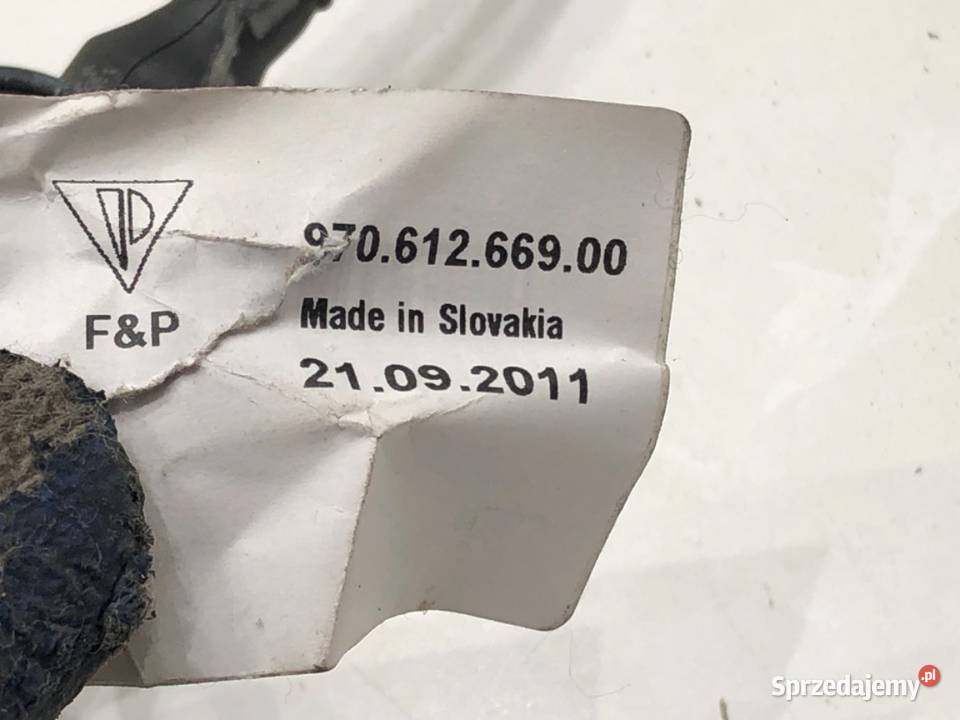 970.612.669.00
Made in Slovakia
21.09.2011
F&P
Sprzedajemy.pl